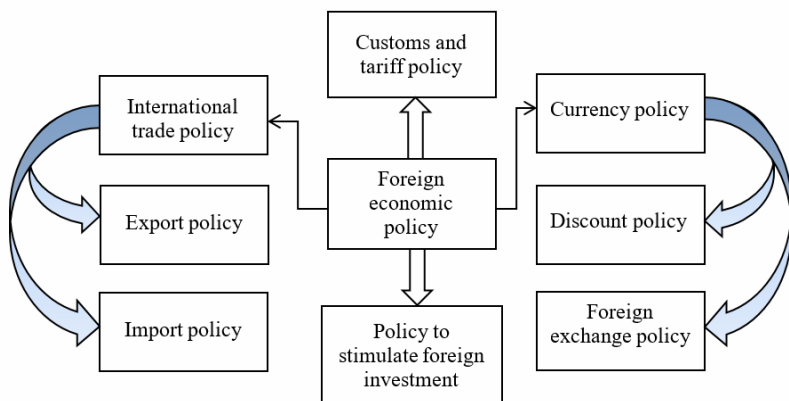 Customs and
tariff policy
International
trade policy
Currency policy
Foreign
economic
policy
Export policy
Discount policy
Import policy
Policy to
stimulate foreign
investment
Foreign
exchange policy